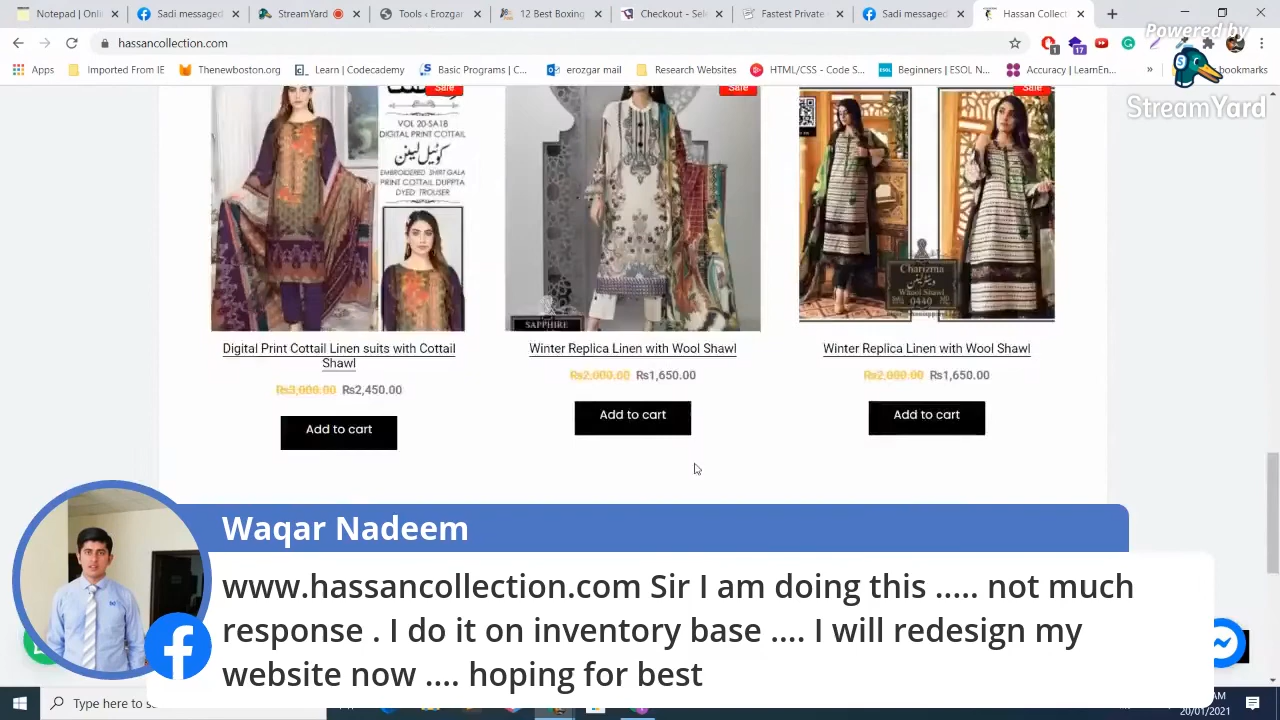 Sadi messaged
StreamYard
Tools ‹ Erozgar
12 Best Boxing
Checkout - Sel
Fastest Private
Sadi messaged
Hassan Collect
Powered by
hassancollection.com
1
17
App
Imported From IE
Thenewboston.org
Learn | Codecademy
Basic Programs | C...
erozgar mail
Research Websites
HTML/CSS - Code S...
Beginners | ESOL N...
Accuracy | LearnEn...
»
bookmarks
StreamYard
Sale
Sale
Sale
VOL 20-SA18
DIGITAL PRINT COTTAIL
کوٹیل لینن
EMBROIDERED SHIRT GALA
PRINT COTTAIL DUPPTA
DYED TROUSER
SAPPHIRE
Charizma
Digital Print Cottail Linen suits with Cottail
Shawl
Rs3,000.00 Rs2,450.00
Add to cart
Winter Replica Linen with Wool Shawl
Rs2,000.00 Rs1,650.00
Add to cart
Winter Replica Linen with Wool Shawl
Rs2,000.00 Rs1,650.00
Add to cart
Waqar Nadeem
www.hassancollection.com Sir I am doing this ..... not much
response . I do it on inventory base .... I will redesign my
website now .... hoping for best
Type here to se
AM
20/01/2021